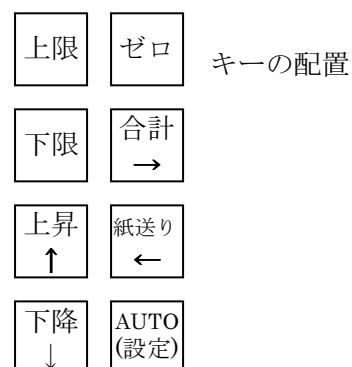 上限 ゼロ キーの配置
下限 合計
→
上昇 紙送り
↑ ←
下降 AUTO
↓ (設定)